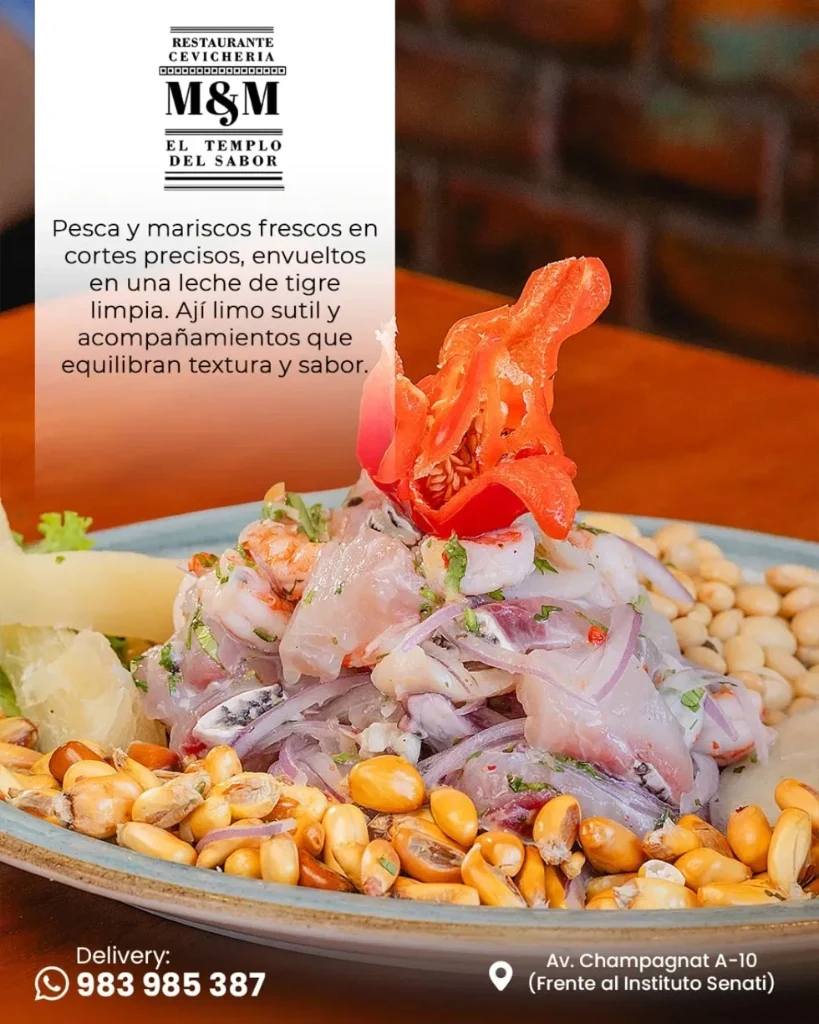 RESTAURANTE
CEVICHERIA
M&M
EL TEMPLO
DEL SABOR
Pesca y mariscos frescos en
cortes precisos, envueltos
en una leche de tigre
limpia. Ají limo sutil y
acompañamientos que
equilibran textura y sabor.
Delivery:
983 985 387
Av. Champagnat A-10
(Frente al Instituto Senati)